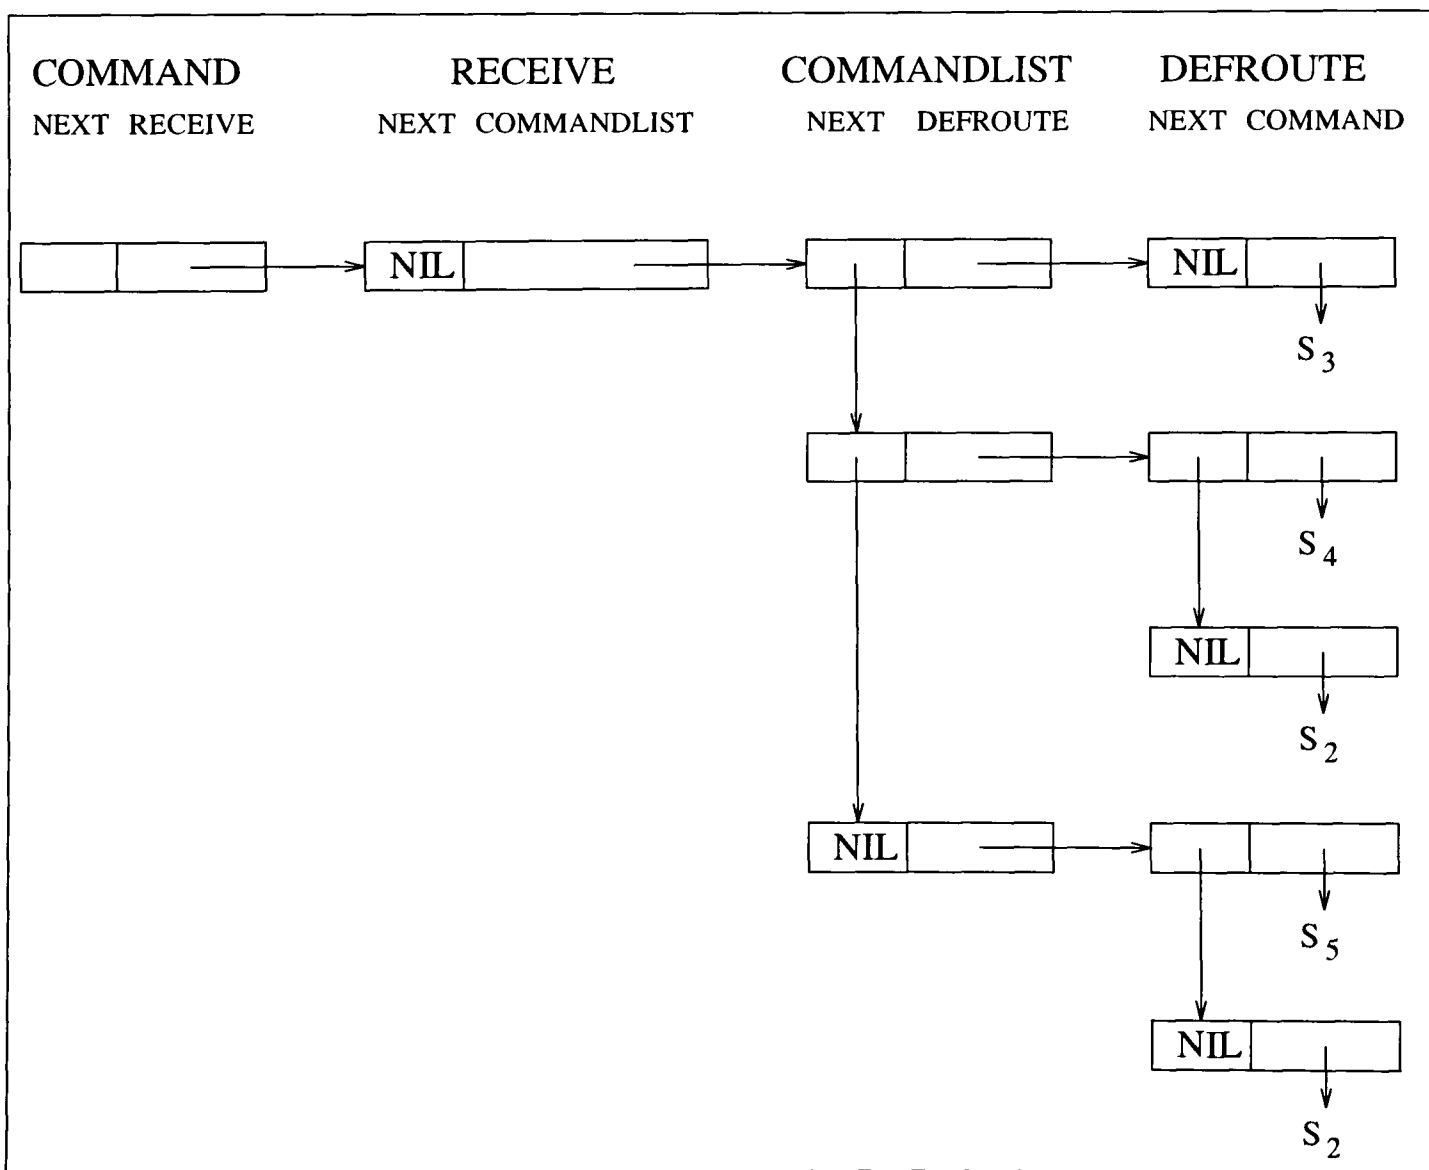 COMMAND RECEIVE COMMANDLIST DEFROUTE
NEXT RECEIVE NEXT COMMANDLIST NEXT DEFROUTE NEXT COMMAND
NIL NIL
S3
S4
NIL
S2
NIL
S5
NIL
S2